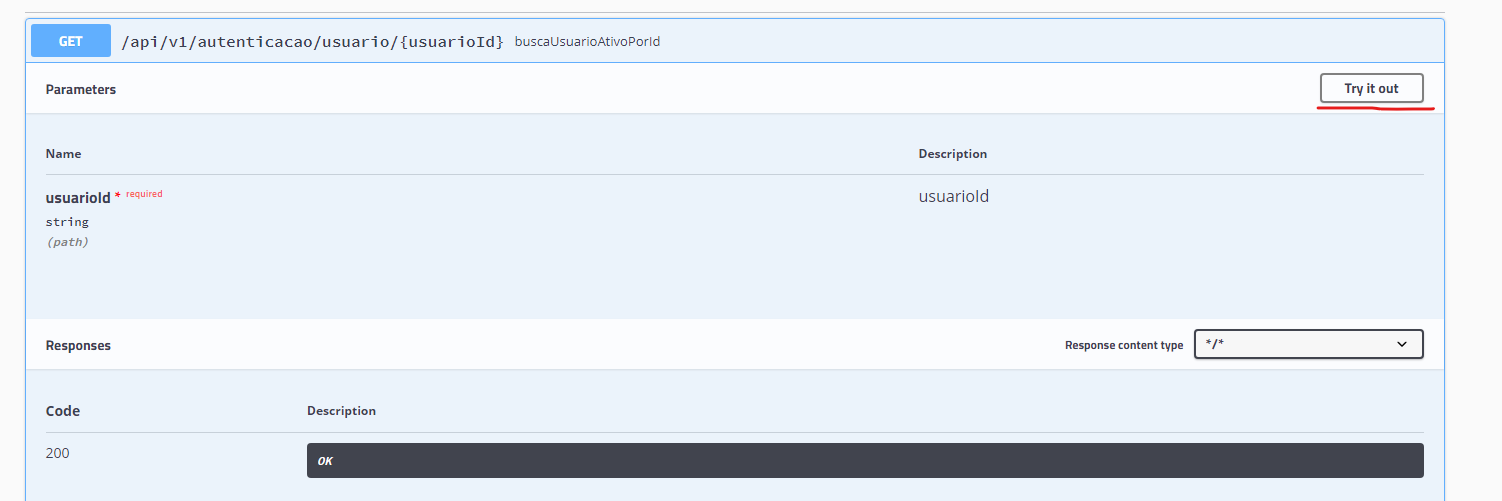 GET /api/v1/autenticacao/usuario/{usuarioId} buscaUsuarioAtivoPorId
Parameters Try it out
Name Description
usuarioId * required usuarioId
string
(path)
Responses Response content type */*
Code Description
200 OK